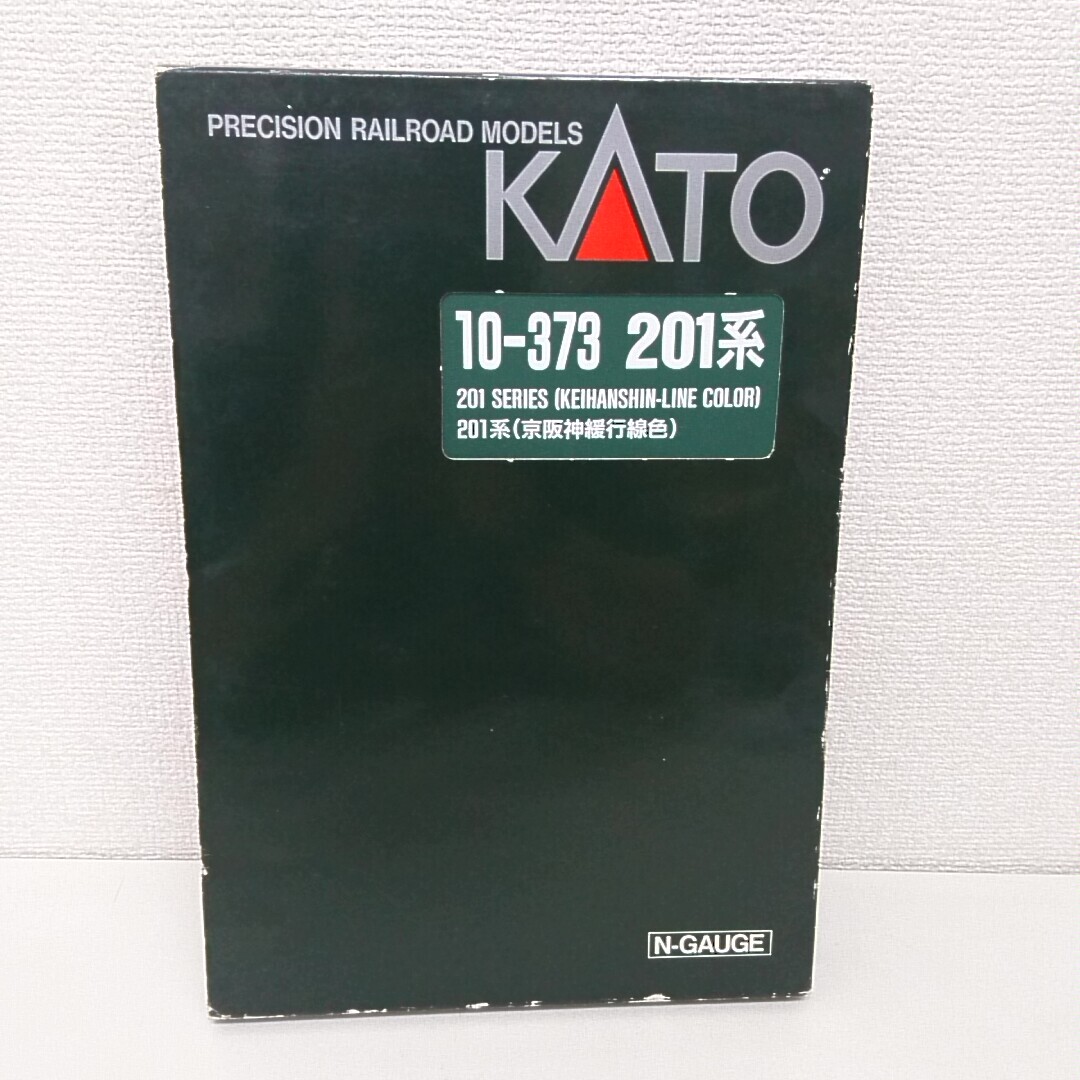 PRECISION RAILROAD MODELS
KATO
10-373 201系
201 SERIES (KEIHANSHIN-LINE COLOR)
201系(京阪神緩行線色)
N-GAUGE